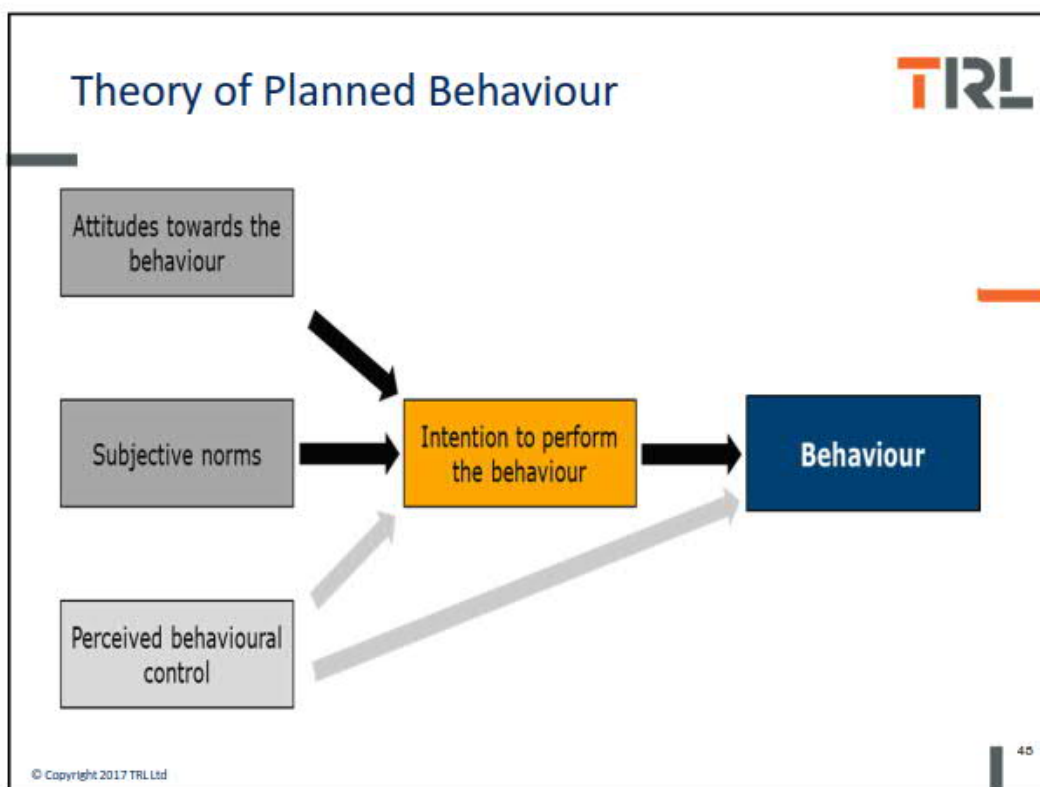 Theory of Planned Behaviour
TRL
Attitudes towards the
behaviour
Subjective norms
Intention to perform
the behaviour
Behaviour
Perceived behavioural
control
© Copyright 2017 TRL Ltd
45